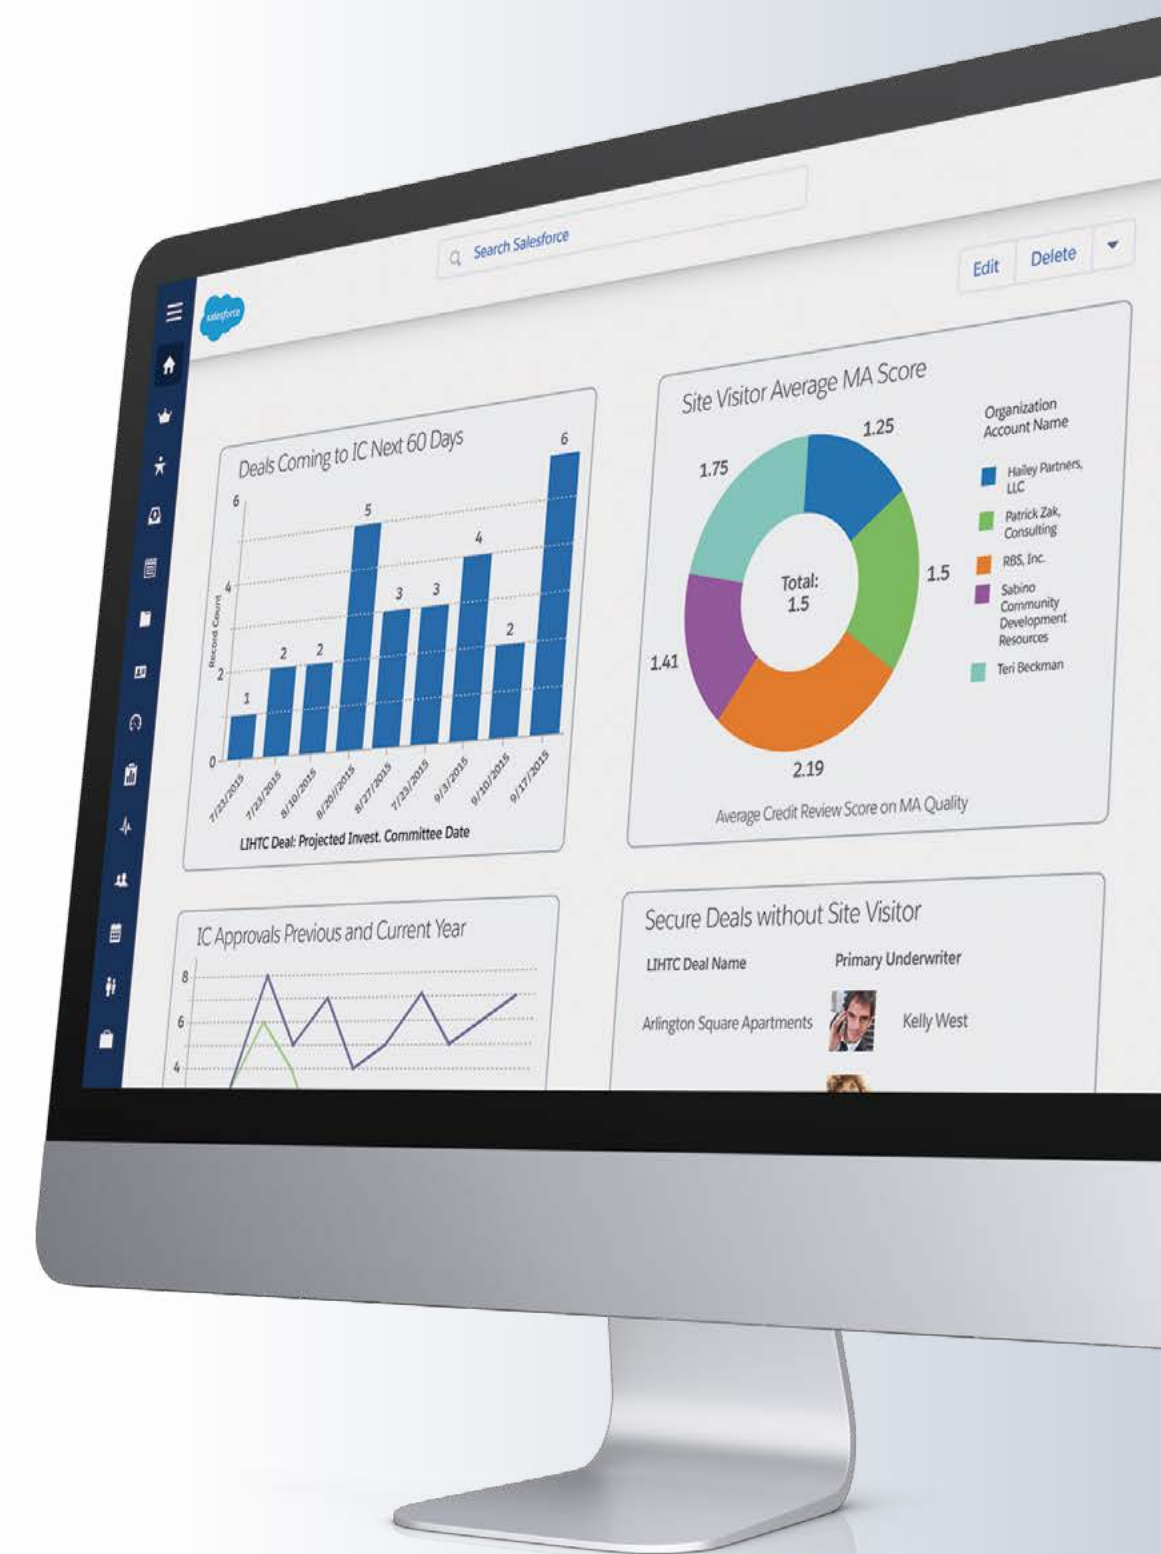 Search Salesforce
Edit
Delete
salesforce
Deals Coming to IC Next 60 Days
6
4
2
0
Record Count
1
2
2
5
3
3
4
2
6
7/23/2015
7/23/2015
8/10/2015
8/20//2015
8/27/2015
7/23/2015
9/3/2015
9/10/2015
9/17/2015
LIHTC Deal: Projected Invest. Committee Date
Site Visitor Average MA Score
1.25
1.75
1.5
1.41
2.19
Total:
1.5
Organization
Account Name
Hailey Partners,
LLC
Patrick Zak,
Consulting
RBS, Inc.
Sabino
Community
Development
Resources
Teri Beckman
Average Credit Review Score on MA Quality
IC Approvals Previous and Current Year
8
6
4
Secure Deals without Site Visitor
LIHTC Deal Name
Primary Underwriter
Arlington Square Apartments
Kelly West